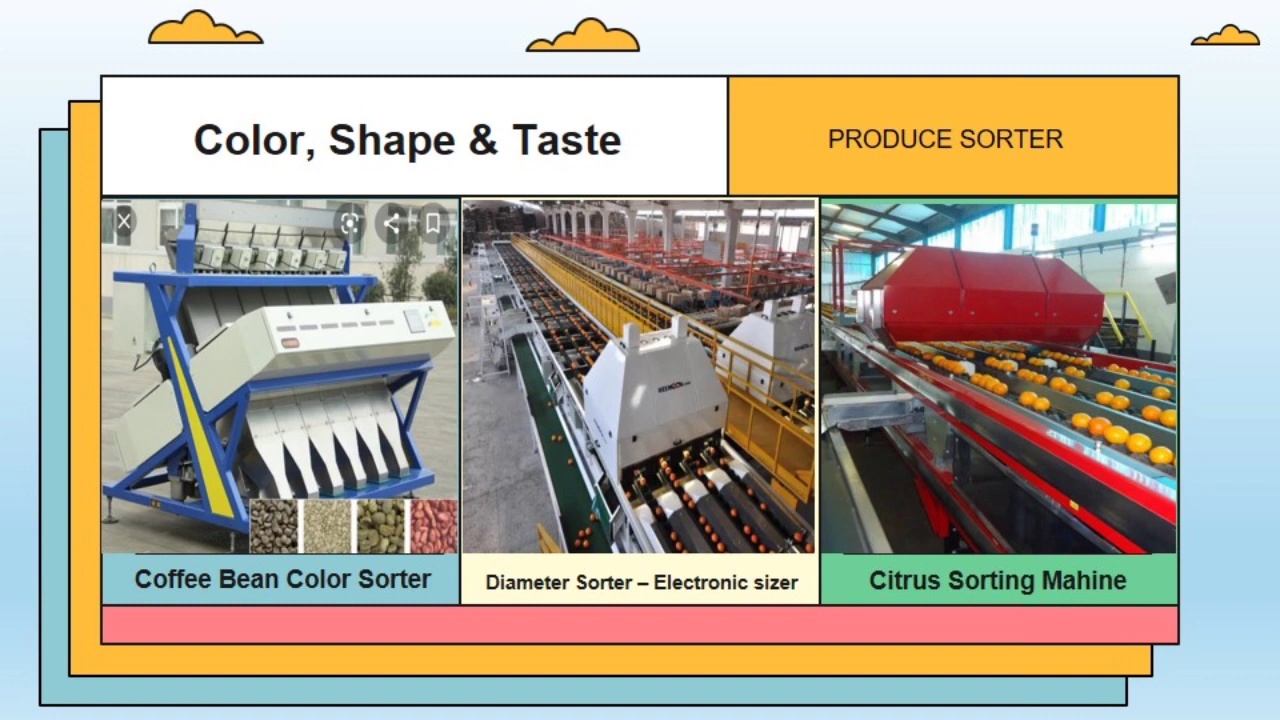 Color, Shape & Taste
PRODUCE SORTER
Coffee Bean Color Sorter
Diameter Sorter – Electronic sizer
Citrus Sorting Mahine